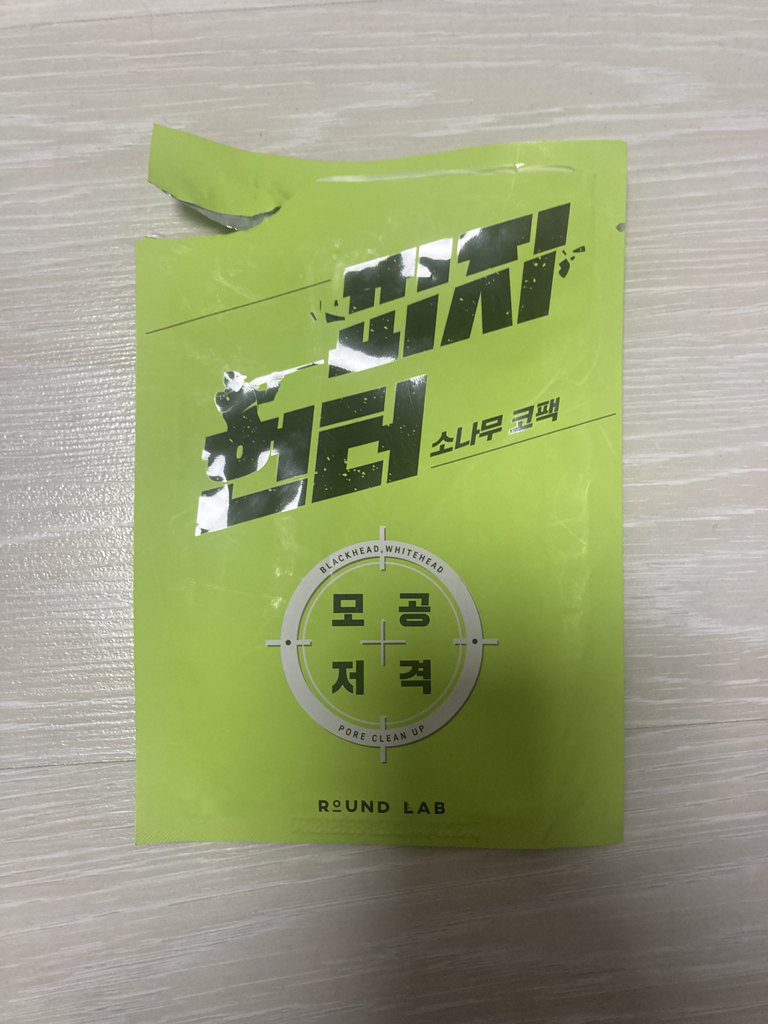 피지
헌터
소나무 코팩
BLACKHEAD, WHITEHEAD
모공
저격
PORE CLEAN UP
ROUND LAB